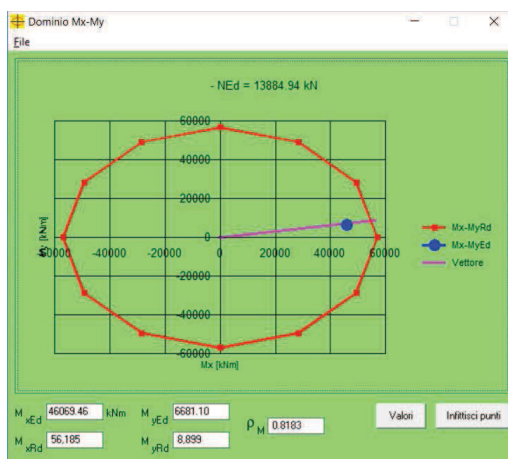 Dominio Mx-My
File
- NEd = 13884.94 kN
60000
40000
20000
0
-20000
-40000
-60000
My [kNm]
-40000 -20000 0 20000 40000 60000
Mx [kNm]
Mx-MyRd
Mx-MyEd
Vettore
M xEd 46069.46 kNm M yEd 6681.10
ρ M 0.8183
Valori Infittisci punti
M xRd 56,185 M yRd 8,899